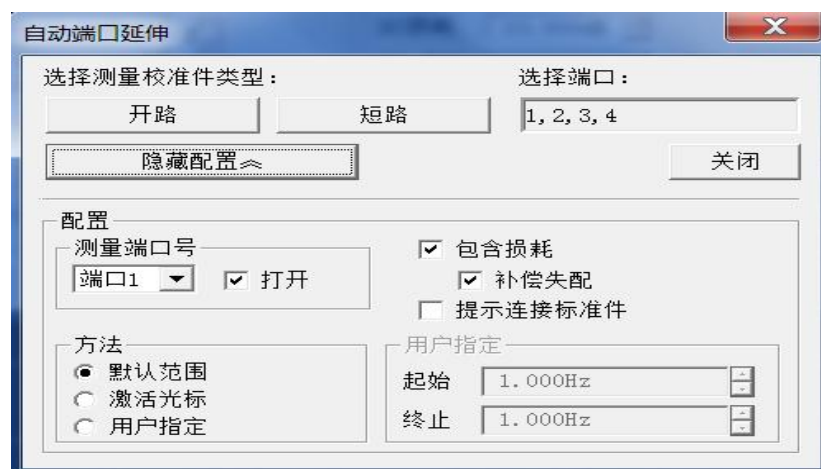 自动端口延伸
选择测量校准件类型：
选择端口：
开路
短路
1,2,3,4
隐藏配置
关闭
配置
测量端口号
端口1
打开
包含损耗
补偿失配
提示连接标准件
方法
默认范围
激活光标
用户指定
用户指定
起始
1.000Hz
终止
1.000Hz